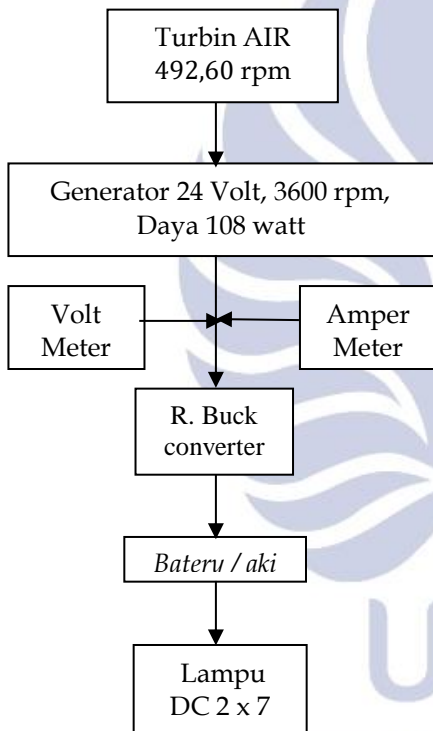 Turbin AIR
492,60 rpm
Generator 24 Volt, 3600 rpm,
Daya 108 watt
Volt
Meter
Amper
Meter
R. Buck
converter
Bateru / aki
Lampu
DC 2 x 7
U